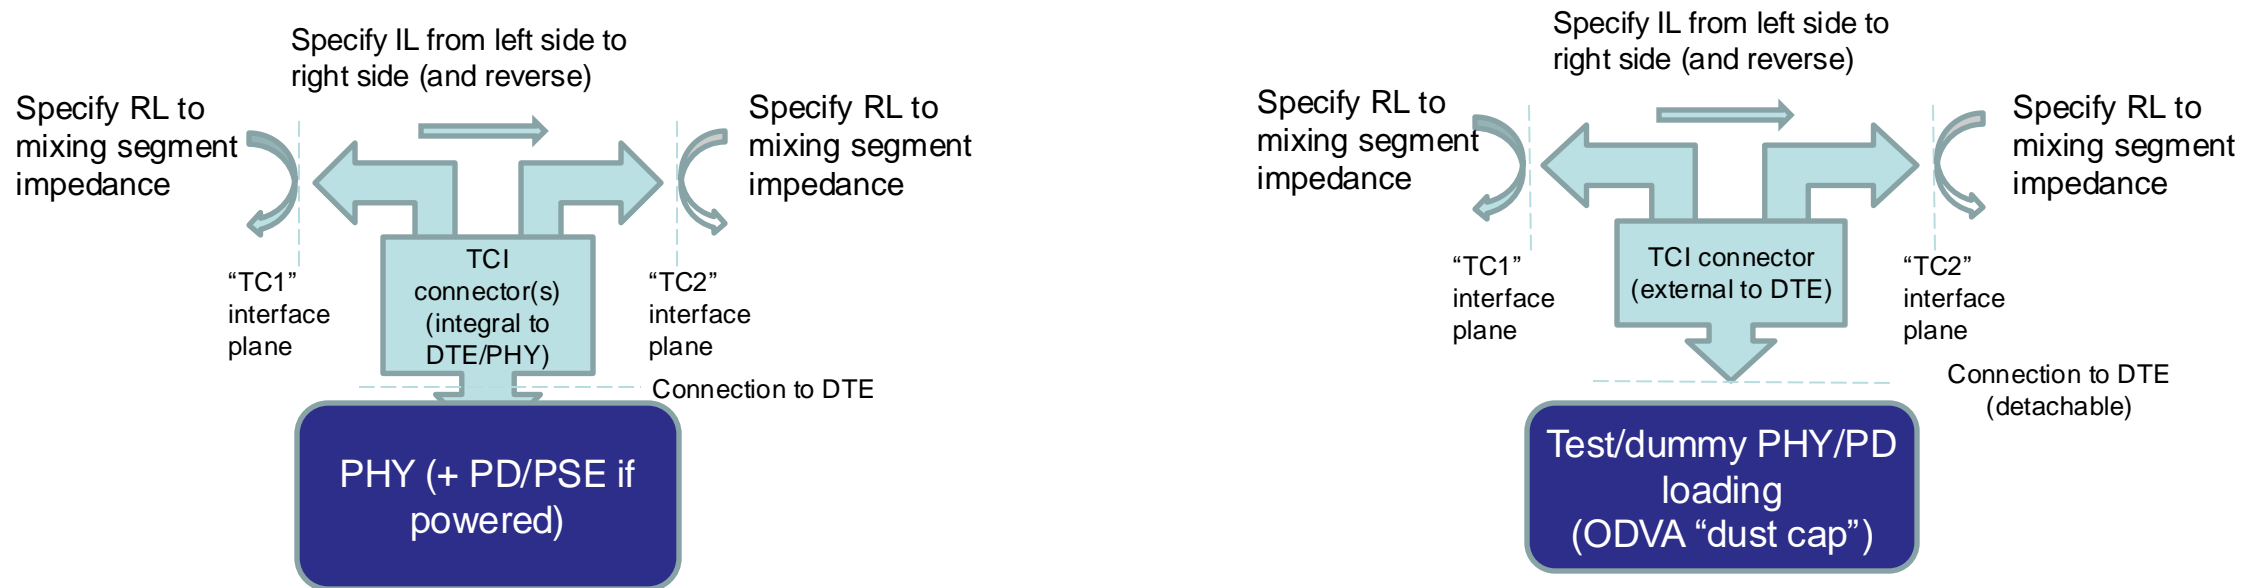 Specify IL from left side to
right side (and reverse)
Specify RL to
mixing segment
impedance
Specify RL to
mixing segment
impedance
TCI
connector(s)
(integral to
DTE/PHY)
“TC1”
interface
plane
“TC2”
interface
plane
Connection to DTE
PHY (+ PD/PSE if
powered)
Specify IL from left side to
right side (and reverse)
Specify RL to
mixing segment
impedance
Specify RL to
mixing segment
impedance
TCI connector
(external to DTE)
“TC1”
interface
plane
“TC2”
interface
plane
Connection to DTE
(detachable)
Test/dummy PHY/PD
loading
(ODVA “dust cap”)